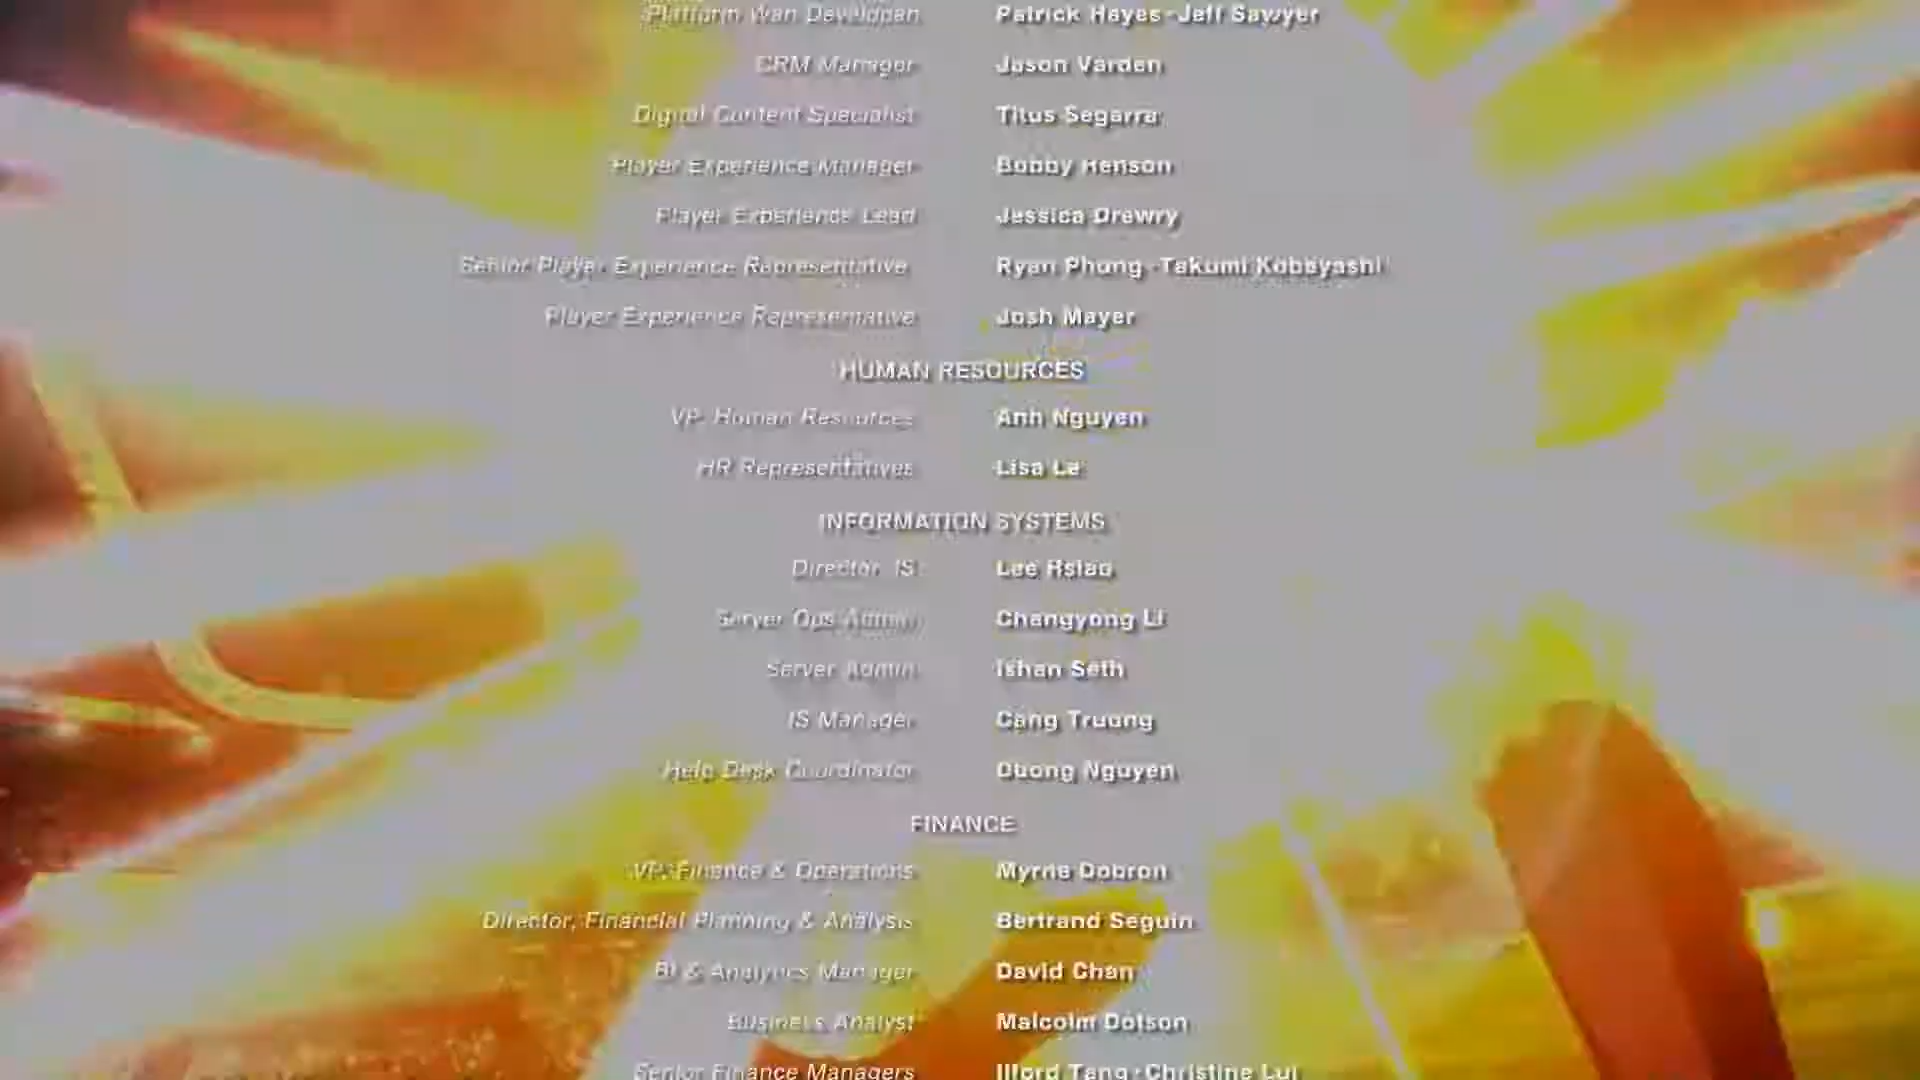 Platform Patrick Hayes · Jeff Sawyer
CRM Manager Jason Varden
Digital Content Specialist Titus Segarra
Player Experience Manager Bobby Henson
Player Experience Lead Jessica Drewry
Senior Player Experience Representative Ryan Phung · Takumi Kobayashi
Player Experience Representative Josh Mayer
HUMAN RESOURCES
VP, Human Resources Anh Nguyen
HR Representatives Lisa Le
INFORMATION SYSTEMS
Director, IS Lee Hsiao
Server Ops Admin Changyong Li
Server Admin Ishan Seth
IS Manager Cang Truong
Help Desk Coordinator Duong Nguyen
FINANCE
VP, Finance & Operations Myrna Dobron
Director, Financial Planning & Analysis Bertrand Seguin
BI & Analytics Manager David Chan
Business Analyst Malcolm Dotson
Senior Finance Managers Ilford Tang · Christine Lui